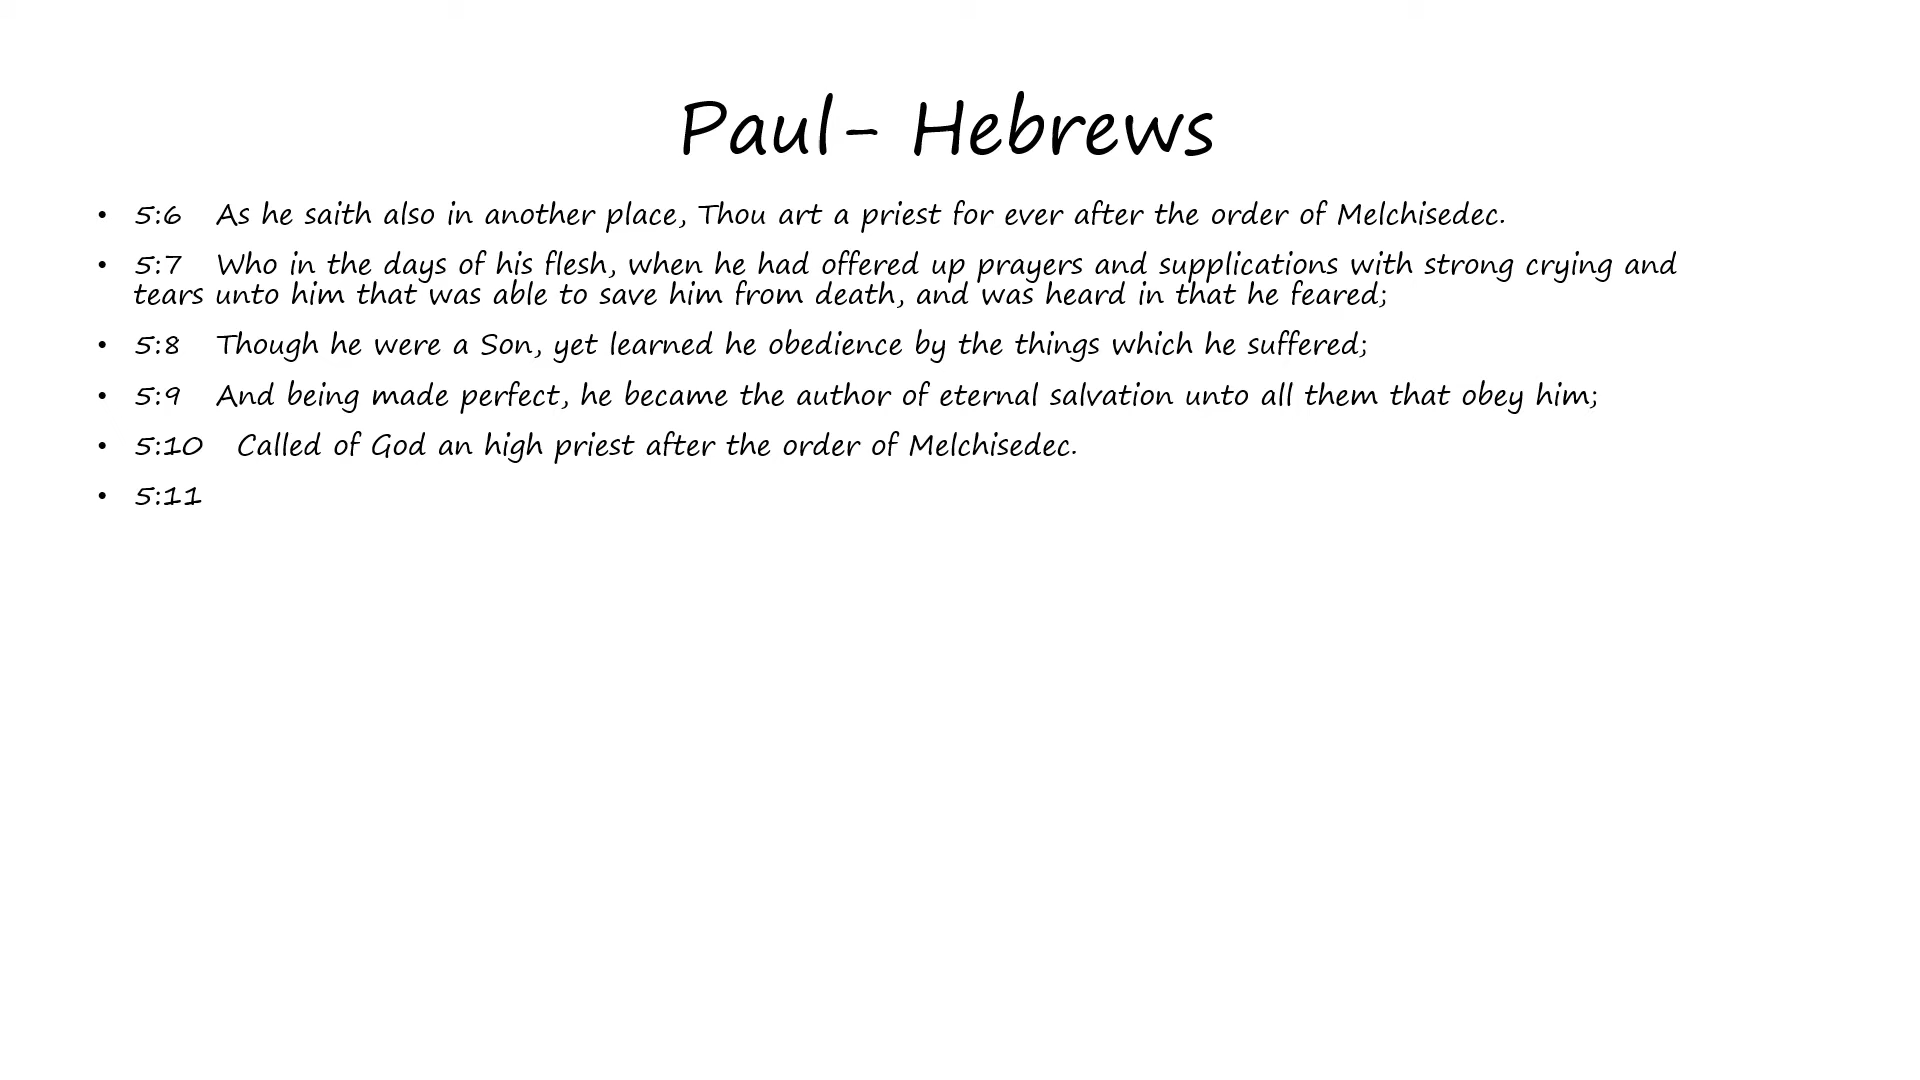 Paul- Hebrews
• 5:6 As he saith also in another place, Thou art a priest for ever after the order of Melchisedec.
• 5:7 Who in the days of his flesh, when he had offered up prayers and supplications with strong crying and
tears unto him that was able to save him from death, and was heard in that he feared;
• 5:8 Though he were a Son, yet learned he obedience by the things which he suffered;
• 5:9 And being made perfect, he became the author of eternal salvation unto all them that obey him;
• 5:10 Called of God an high priest after the order of Melchisedec.
• 5:11